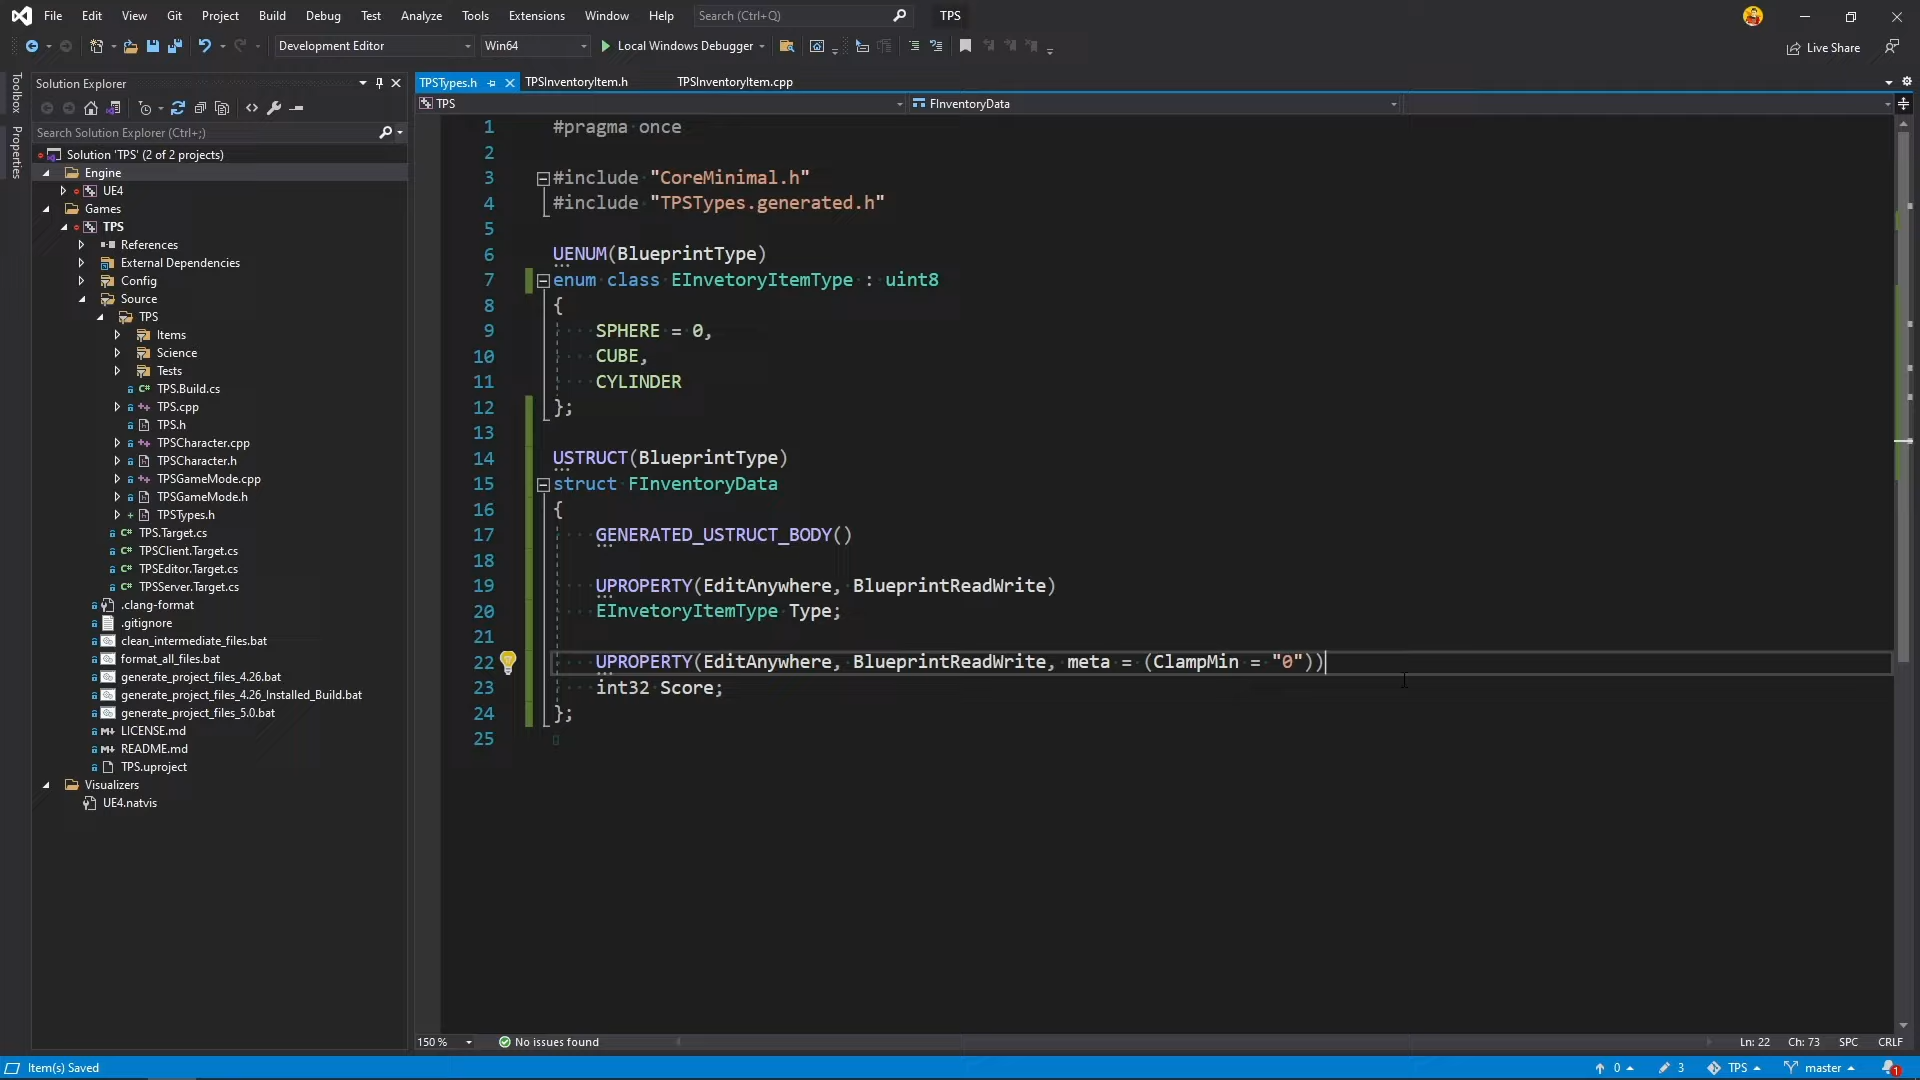 File Edit View Git Project Build Debug Test Analyze Tools Extensions Window Help Search (Ctrl+Q) TPS
Development Editor Win64 Local Windows Debugger Live Share
Toolbox
Properties
Solution Explorer
Search Solution Explorer (Ctrl+;)
Solution 'TPS' (2 of 2 projects)
Engine
UE4
Games
TPS
References
External Dependencies
Config
Source
TPS
Items
Science
Tests
TPS.Build.cs
TPS.cpp
TPS.h
TPSCharacter.cpp
TPSCharacter.h
TPSGameMode.cpp
TPSGameMode.h
TPSTypes.h
TPS.Target.cs
TPSClient.Target.cs
TPSEditor.Target.cs
TPSServer.Target.cs
.clang-format
.gitignore
clean_intermediate_files.bat
format_all_files.bat
generate_project_files_4.26.bat
generate_project_files_4.26_Installed_Build.bat
generate_project_files_5.0.bat
LICENSE.md
README.md
TPS.uproject
Visualizers
UE4.natvis
TPSTypes.h TPSInventoryItem.h TPSInventoryItem.cpp
TPS FInventoryData
1 #pragma once
2
3 #include "CoreMinimal.h"
4 #include "TPSTypes.generated.h"
5
6 UENUM(BlueprintType)
7 enum class EInvetoryItemType : uint8
8 {
9 SPHERE = 0,
10 CUBE,
11 CYLINDER
12 };
13
14 USTRUCT(BlueprintType)
15 struct FInventoryData
16 {
17 GENERATED_USTRUCT_BODY()
18
19 UPROPERTY(EditAnywhere, BlueprintReadWrite)
20 EInvetoryItemType Type;
21
22 UPROPERTY(EditAnywhere, BlueprintReadWrite, meta = (ClampMin = "0"))
23 int32 Score;
24 };
25
150 % No issues found Ln: 22 Ch: 73 SPC CRLF
Item(s) Saved 0 3 TPS master 1